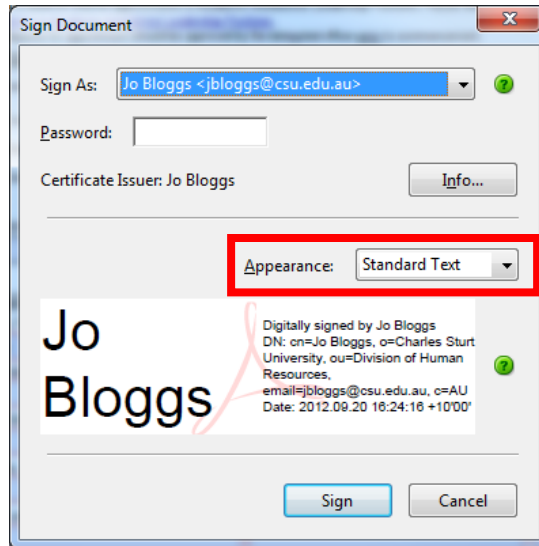 Sign Document
Sign As: Jo Bloggs <jbloggs@csu.edu.au>
Password:
Certificate Issuer: Jo Bloggs Info...
Appearance: Standard Text
Jo
Bloggs
Digitally signed by Jo Bloggs
DN: cn=Jo Bloggs, o=Charles Sturt
University, ou=Division of Human
Resources,
email=jbloggs@csu.edu.au, c=AU
Date: 2012.09.20 16:24:16 +10'00'
Sign Cancel